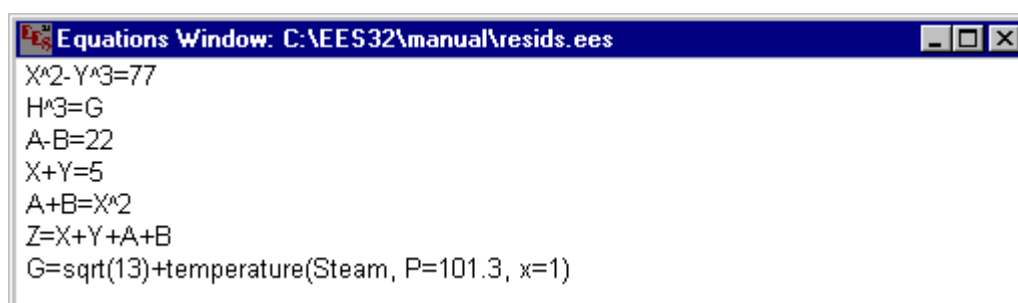 EES Equations Window: C:\EES32\manual\resids.ees
X^2-Y^3=77
H^3=G
A-B=22
X+Y=5
A+B=X^2
Z=X+Y+A+B
G=sqrt(13)+temperature(Steam, P=101.3, x=1)